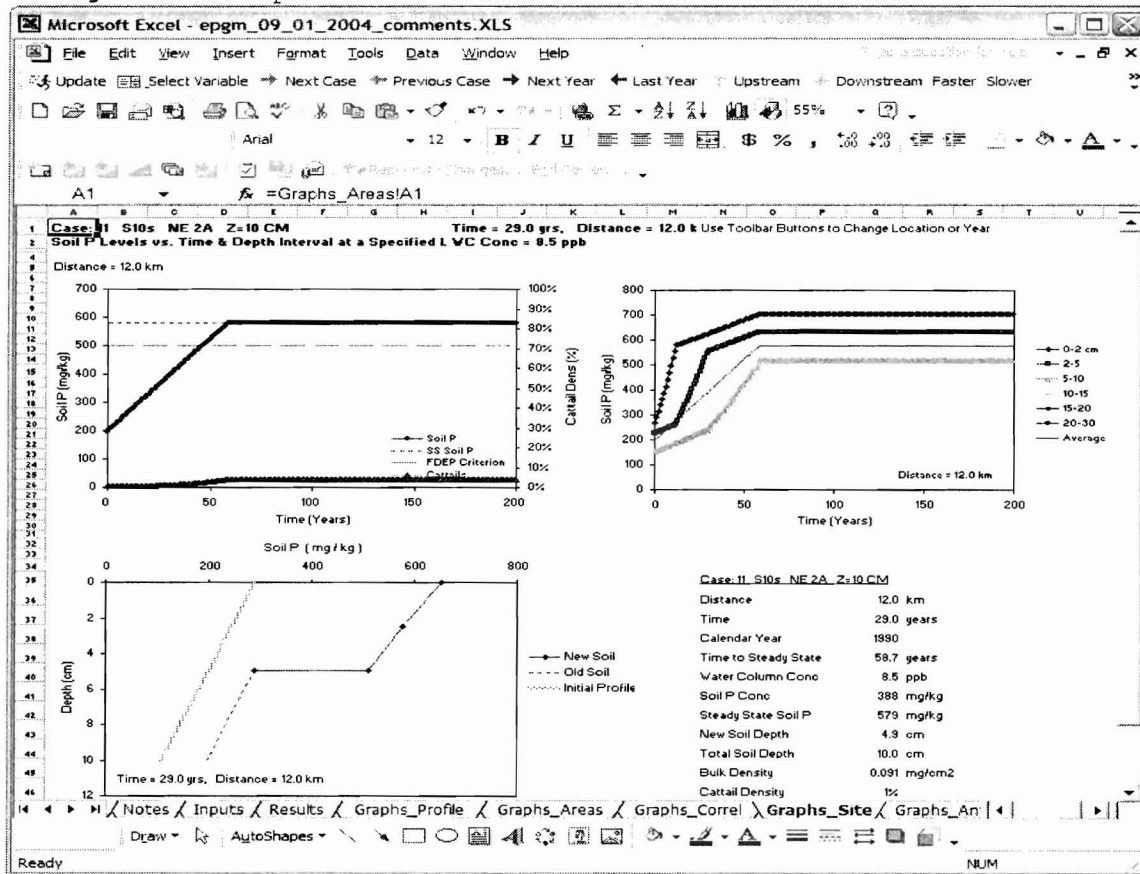 Microsoft Excel - epgm_09_01_2004_comments.XLS
File Edit View Insert Format Tools Data Window Help
Update Select Variable Next Case Previous Case Next Year Last Year Upstream Downstream Faster Slower
55%
Arial 12 B I U $ % ,
A1 fx =Graphs_Areas!A1
A B C D E F G H I J K L M N O P Q R S T U
Case: 11 S10s NE 2A Z=10 CM Time = 29.0 yrs, Distance = 12.0 k Use Toolbar Buttons to Change Location or Year
Soil P Levels vs. Time & Depth Interval at a Specified L WC Conc = 8.5 ppb
Distance = 12.0 km
700
600
500
400
300
200
100
0
Soil P (mg/kg)
100%
90%
80%
70%
60%
50%
40%
30%
20%
10%
0%
Cattail Dens (%)
Soil P
SS Soil P
FDEP Criterion
Cattails
0 50 100 150 200
Time (Years)
800
700
600
500
400
300
200
100
0
Soil P (mg/kg)
0-2 cm
2-5
5-10
10-15
15-20
20-30
Average
Distance = 12.0 km
0 50 100 150 200
Time (Years)
Soil P (mg/kg)
0 200 400 600 800
0
2
4
6
8
10
12
Depth (cm)
New Soil
Old Soil
Initial Profile
Time = 29.0 yrs, Distance = 12.0 km
Case: 11 S10s NE 2A Z=10 CM
Distance 12.0 km
Time 29.0 years
Calendar Year 1990
Time to Steady State 58.7 years
Water Column Conc 8.5 ppb
Soil P Conc 388 mg/kg
Steady State Soil P 579 mg/kg
New Soil Depth 4.9 cm
Total Soil Depth 10.0 cm
Bulk Density 0.091 mg/cm2
Cattail Density 1%
Notes Inputs Results Graphs_Profile Graphs_Areas Graphs_Correl Graphs_Site Graphs_An
Draw AutoShapes
Ready NUM